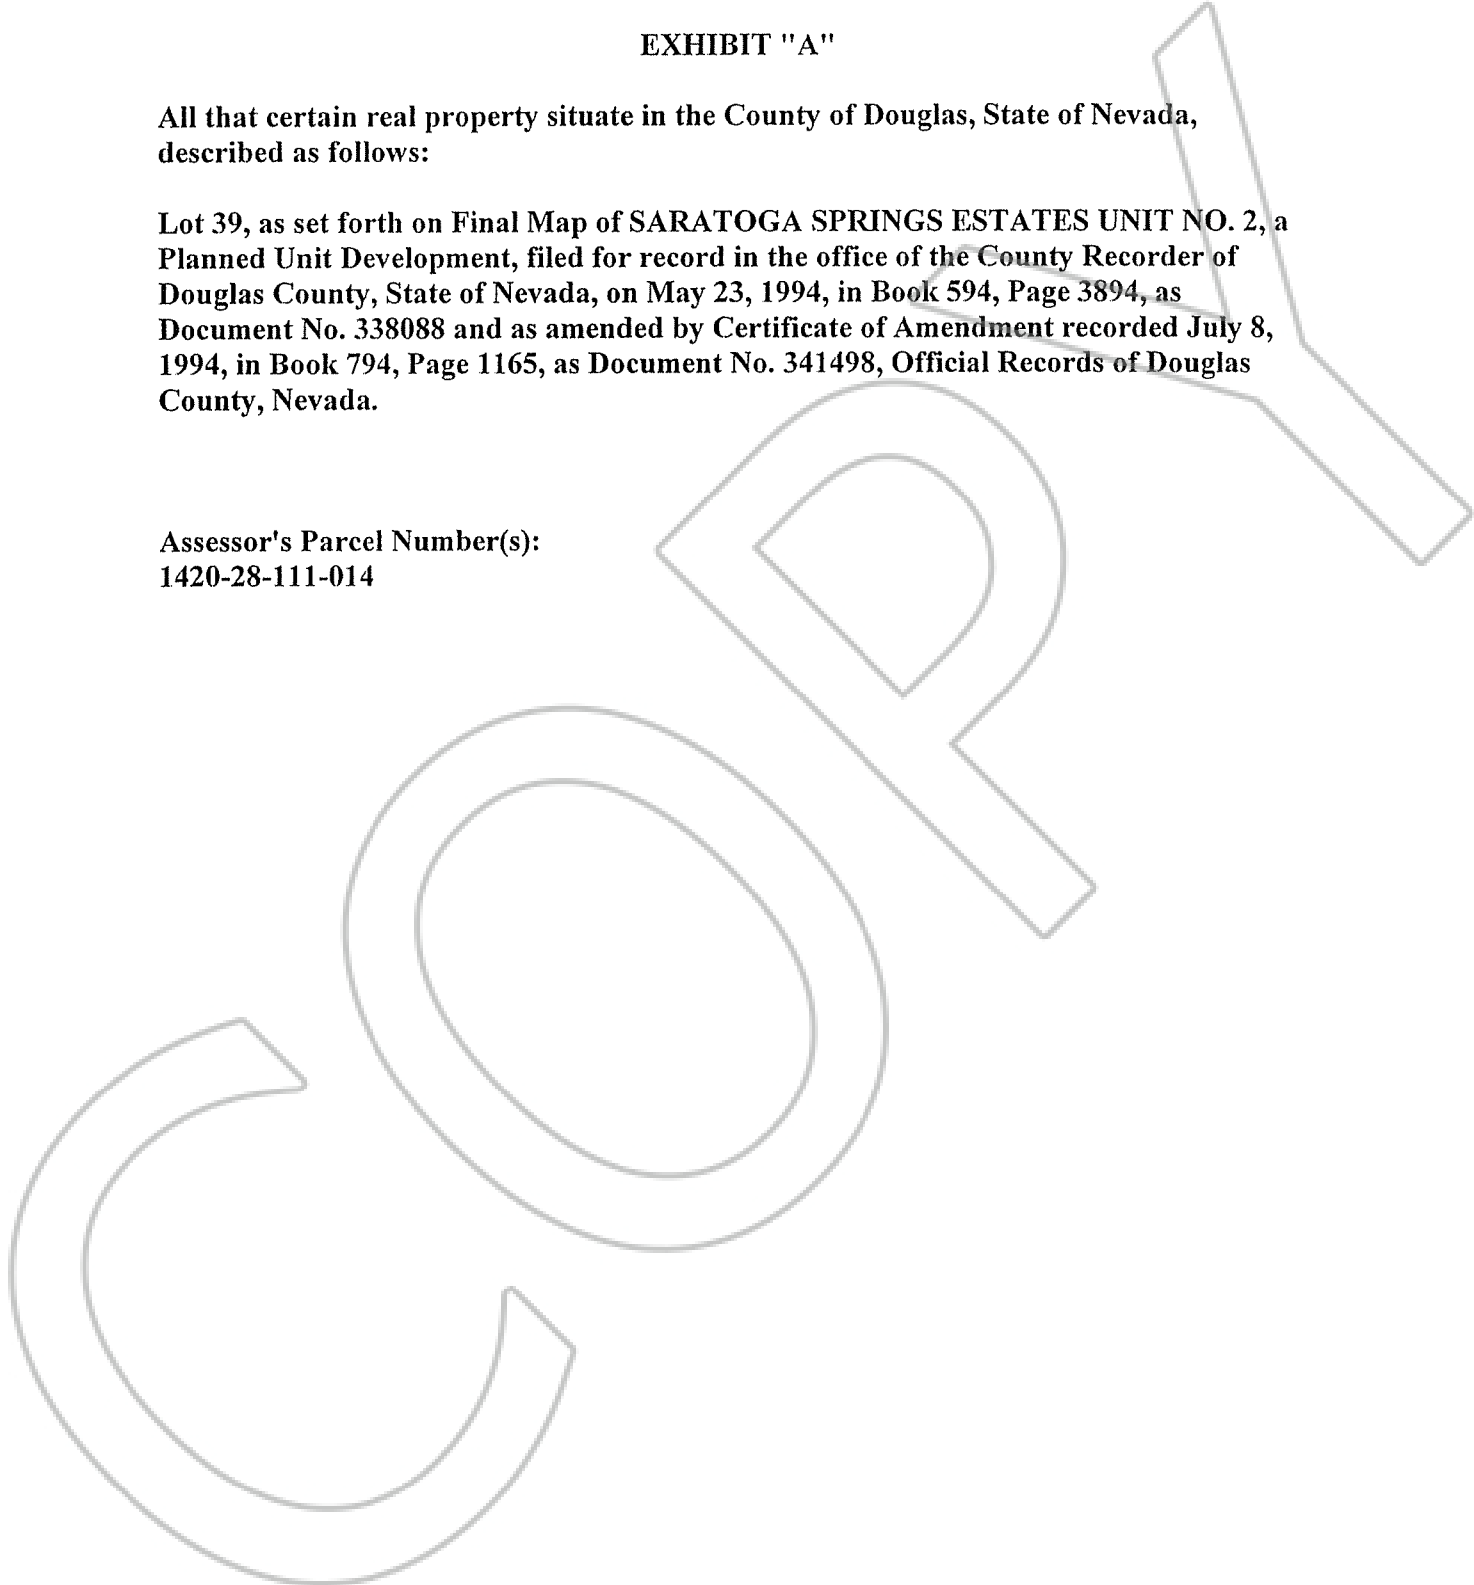 EXHIBIT "A"
All that certain real property situate in the County of Douglas, State of Nevada,
described as follows:
Lot 39, as set forth on Final Map of SARATOGA SPRINGS ESTATES UNIT NO. 2, a
Planned Unit Development, filed for record in the office of the County Recorder of
Douglas County, State of Nevada, on May 23, 1994, in Book 594, Page 3894, as
Document No. 338088 and as amended by Certificate of Amendment recorded July 8,
1994, in Book 794, Page 1165, as Document No. 341498, Official Records of Douglas
County, Nevada.
Assessor's Parcel Number(s):
1420-28-111-014
COPY